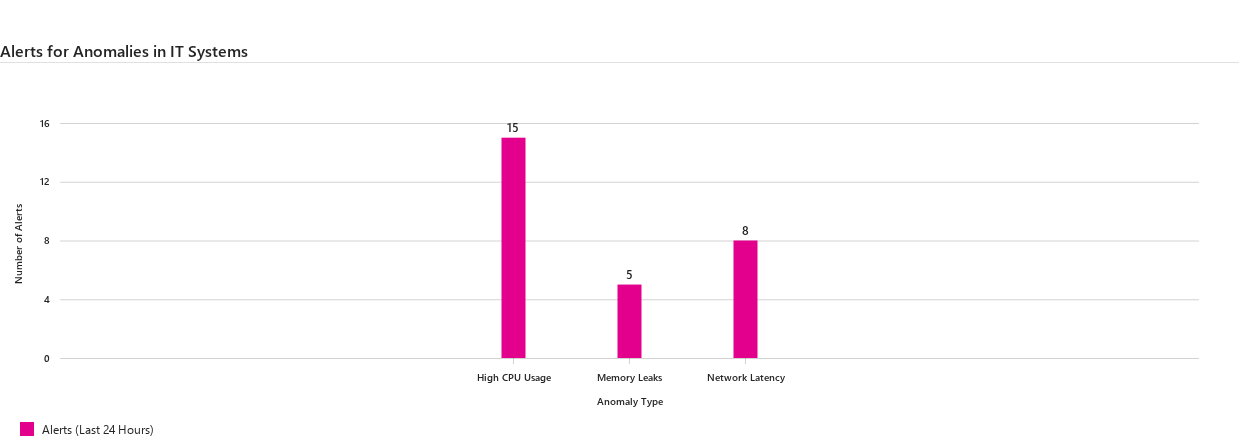 Alerts for Anomalies in IT Systems
16
12
8
4
0
Number of Alerts
15
5
8
High CPU Usage
Memory Leaks
Network Latency
Anomaly Type
Alerts (Last 24 Hours)